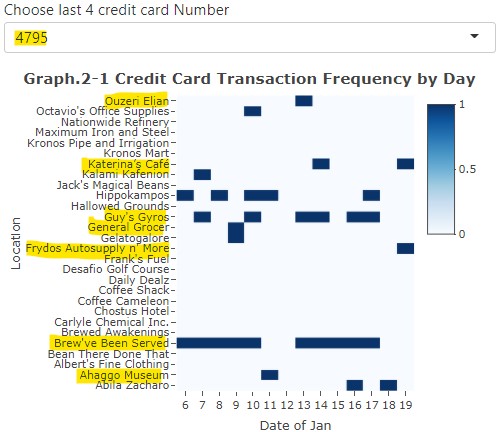 Choose last 4 credit card Number
4795
Graph.2-1 Credit Card Transaction Frequency by Day
Location
Ouzeri Elian
Octavio's Office Supplies
Nationwide Refinery
Maximum Iron and Steel
Kronos Pipe and Irrigation
Kronos Mart
Katerina's Café
Kalami Kafenion
Jack's Magical Beans
Hippokampos
Hallowed Grounds
Guy's Gyros
General Grocer
Gelatogalore
Frydos Autosupply n' More
Frank's Fuel
Desafio Golf Course
Daily Dealz
Coffee Shack
Coffee Cameleon
Chostus Hotel
Carlyle Chemical Inc.
Brewed Awakenings
Brew've Been Served
Bean There Done That
Albert's Fine Clothing
Ahaggo Museum
Abila Zacharo
6 7 8 9 10 11 12 13 14 15 16 17 18 19
Date of Jan
1
0.5
0